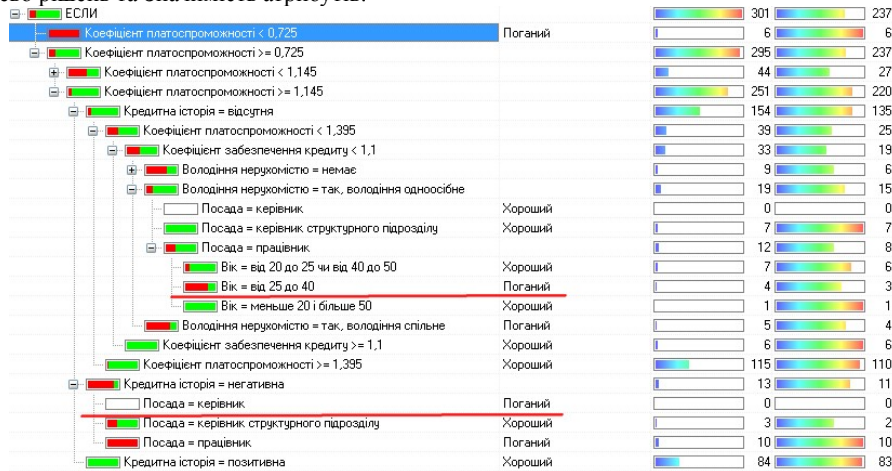 ево рішень та значимість атрибутів.
ЕСЛИ 301 237
Коефіцієнт платоспроможності < 0,725 Поганий 6 6
Коефіцієнт платоспроможності >= 0,725 295 237
Коефіцієнт платоспроможності < 1,145 44 27
Коефіцієнт платоспроможності >= 1,145 251 220
Кредитна історія = відсутня 154 135
Коефіцієнт платоспроможності < 1,395 39 25
Коефіцієнт забезпечення кредиту < 1,1 33 19
Володіння нерухомістю = немає 9 6
Володіння нерухомістю = так, володіння одноосібне 19 15
Посада = керівник Хороший 0 0
Посада = керівник структурного підрозділу Хороший 7 7
Посада = працівник 12 8
Вік = від 20 до 25 чи від 40 до 50 Хороший 7 6
Вік = від 25 до 40 Поганий 4 3
Вік = меньше 20 і більше 50 Хороший 1 1
Володіння нерухомістю = так, володіння спільне Поганий 5 4
Коефіцієнт забезпечення кредиту >= 1,1 Хороший 6 6
Коефіцієнт платоспроможності >= 1,395 Хороший 115 110
Кредитна історія = негативна 13 11
Посада = керівник Поганий 0 0
Посада = керівник структурного підрозділу Хороший 3 2
Посада = працівник Поганий 10 10
Кредитна історія = позитивна Хороший 84 83